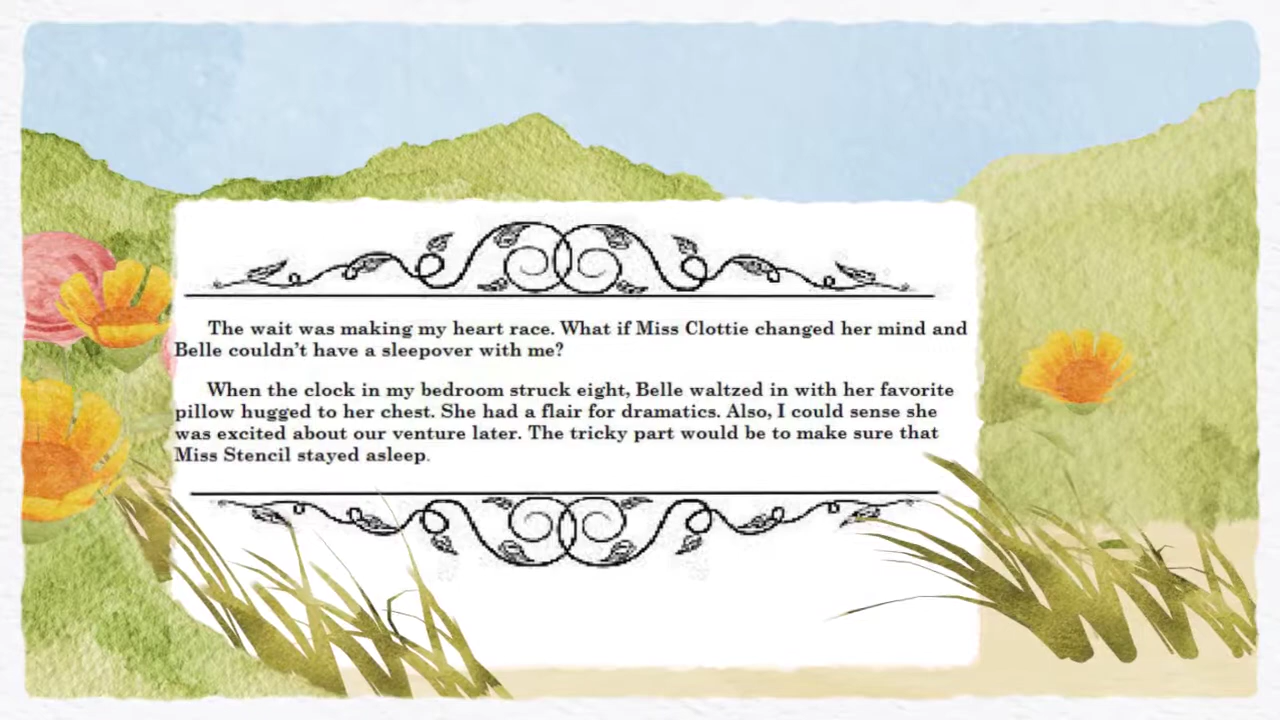 The wait was making my heart race. What if Miss Clottie changed her mind and
Belle couldn't have a sleepover with me?
When the clock in my bedroom struck eight, Belle waltzed in with her favorite
pillow hugged to her chest. She had a flair for dramatics. Also, I could sense she
was excited about our venture later. The tricky part would be to make sure that
Miss Stencil stayed asleep.